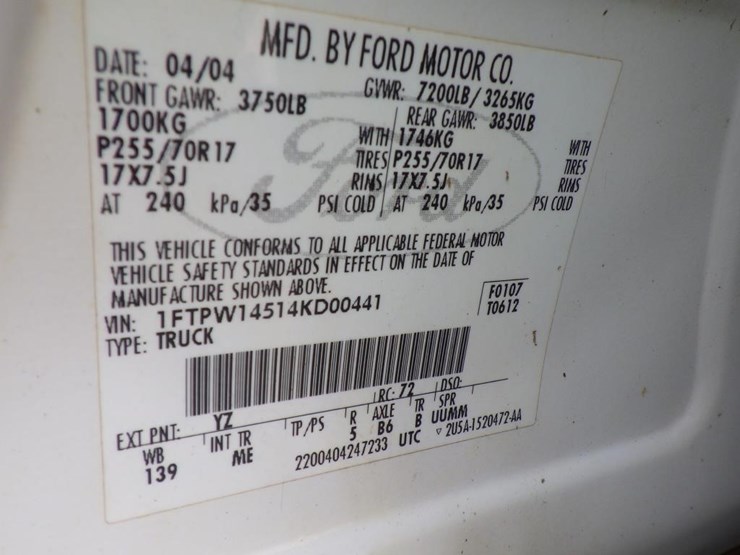 MFD. BY FORD MOTOR CO.
DATE: 04/04 GVWR: 7200LB/3265KG
FRONT GAWR: 3750LB REAR GAWR: 3850LB
1700KG WITH 1746KG WITH
P255/70R17 TIRES P255/70R17 TIRES
17X7.5J RIMS 17X7.5J RIMS
AT 240 kPa/35 PSI COLD AT 240 kPa/35 PSI COLD
Ford
THIS VEHICLE CONFORMS TO ALL APPLICABLE FEDERAL MOTOR
VEHICLE SAFETY STANDARDS IN EFFECT ON THE DATE OF
MANUFACTURE SHOWN ABOVE.
VIN: 1FTPW14514KD00441 F0107
TYPE: TRUCK T0612
EXT PNT: YZ RC: 72 DSO:
WB INT TR TP/PS R AXLE TR SPR
139 ME 5 B6 B UUMM
2200404247233 UTC ▽ 2U5A-1520472-AA